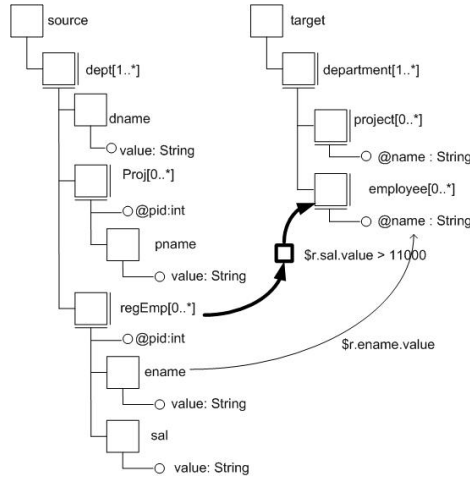 source
target
dept[1..*]
department[1..*]
dname
project[0..*]
value: String
@name : String
Proj[0..*]
employee[0..*]
@pid:int
@name : String
pname
$r.sal.value > 11000
value: String
regEmp[0..*]
@pid:int
$r.ename.value
ename
value: String
sal
value: String